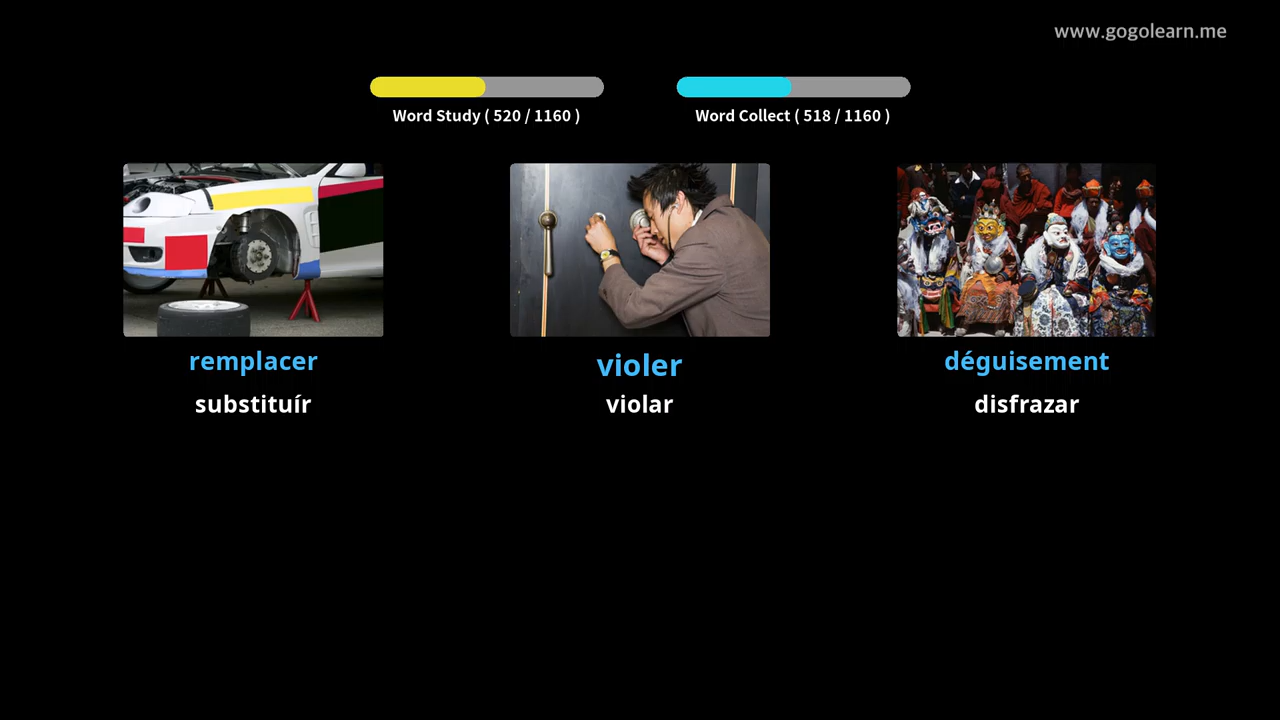 www.gogolearn.me
Word Study ( 520 / 1160 )
Word Collect ( 518 / 1160 )
remplacer
violer
déguisement
substituír
violar
disfrazar